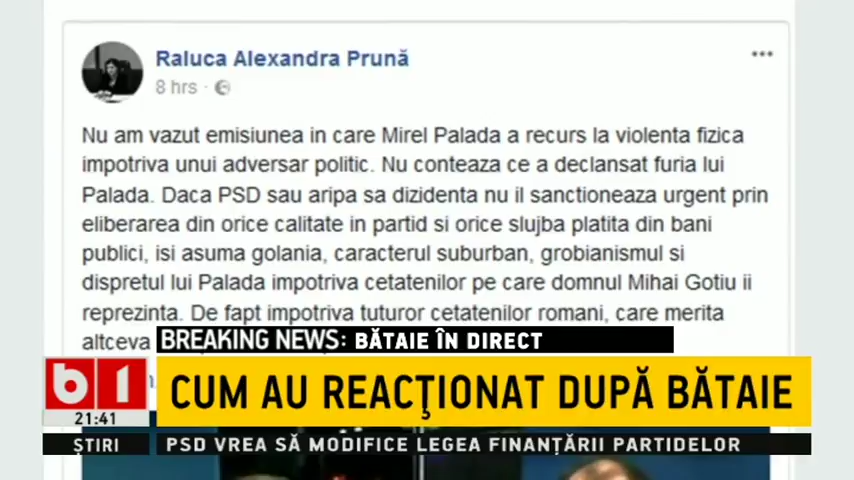 Raluca Alexandra Prună
8 hrs
Nu am vazut emisiunea in care Mirel Palada a recurs la violenta fizica
impotriva unui adversar politic. Nu conteaza ce a declansat furia lui
Palada. Daca PSD sau aripa sa dizidenta nu il sanctioneaza urgent prin
eliberarea din orice calitate in partid si orice slujba platita din bani
publici, isi asuma golania, caracterul suburban, grobianismul si
dispretul lui Palada impotriva cetatenilor pe care domnul Mihai Gotiu ii
reprezinta. De fapt impotriva tuturor cetatenilor romani, care merita
altceva
BREAKING NEWS: BĂTAIE ÎN DIRECT
b1
CUM AU REACŢIONAT DUPĂ BĂTAIE
21:41
ŞTIRI PSD VREA SĂ MODIFICE LEGEA FINANȚĂRII PARTIDELOR